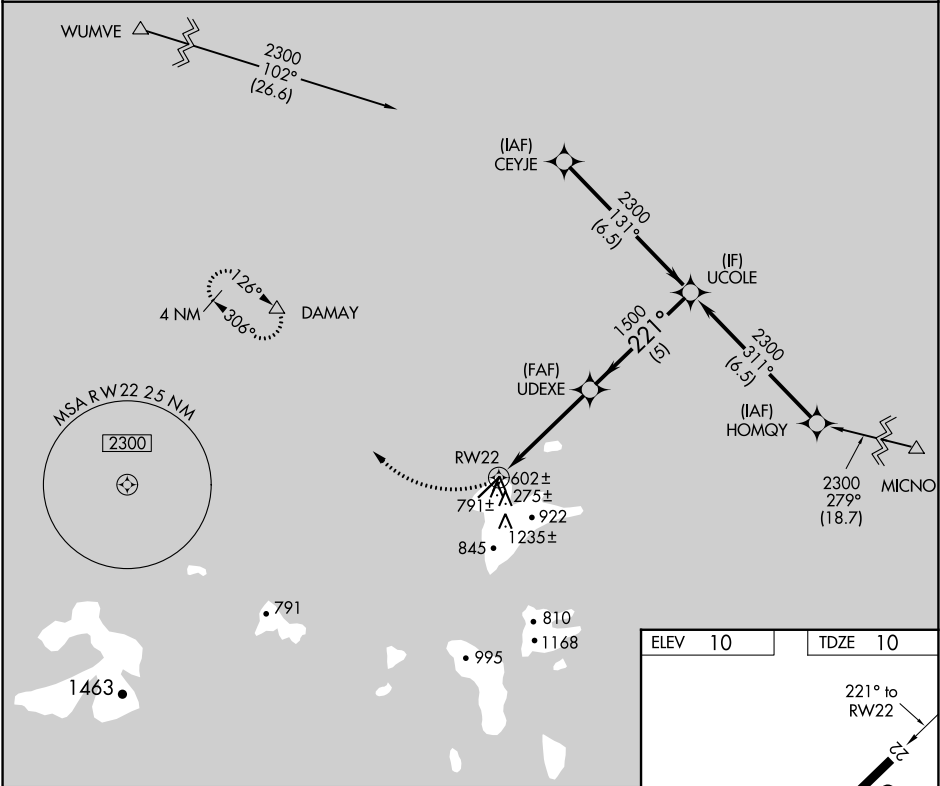 WUMVE
2300
102°
(26.6)
(IAF)
CEYJE
2300
131°
(6.5)
(IF)
UCOLE
126°
4 NM
306°
DAMAY
1500
221°
(5)
2300
311°
(6.5)
(FAF)
UDEXE
(IAF)
HOMQY
MSA RW22 25 NM
2300
2300
279°
(18.7)
MICNO
RW22
602±
791±
275±
922
1235±
845
791
810
1168
995
1463
ELEV 10
TDZE 10
221° to
RW22
22